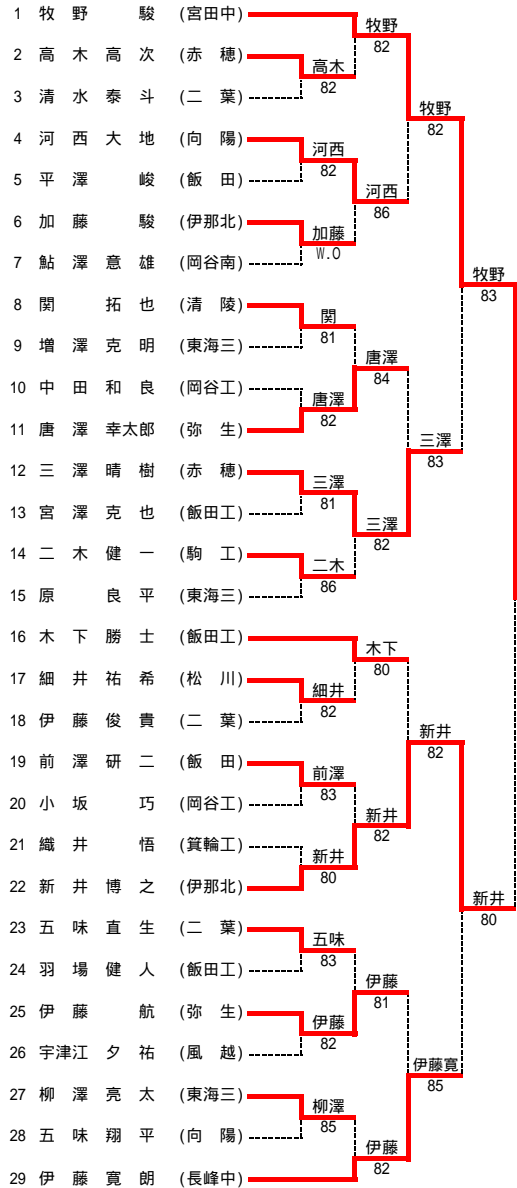 1 牧 野 駿 (宮田中)
牧野
82
2 高 木 高 次 (赤 穂)
高木
82
3 清 水 泰 斗 (二 葉)
牧野
82
4 河 西 大 地 (向 陽)
河西
82
5 平 澤 峻 (飯 田)
河西
86
6 加 藤 駿 (伊那北)
加藤
W.O
7 鮎 澤 意 雄 (岡谷南)
牧野
83
8 関 拓 也 (清 陵)
関
81
9 増 澤 克 明 (東海三)
唐澤
84
10 中 田 和 良 (岡谷工)
唐澤
82
11 唐 澤 幸太郎 (弥 生)
三澤
83
12 三 澤 晴 樹 (赤 穂)
三澤
81
13 宮 澤 克 也 (飯田工)
三澤
82
14 二 木 健 一 (駒 工)
二木
86
15 原 良 平 (東海三)
16 木 下 勝 士 (飯田工)
木下
80
17 細 井 祐 希 (松 川)
細井
82
18 伊 藤 俊 貴 (二 葉)
新井
82
19 前 澤 研 二 (飯 田)
前澤
83
20 小 坂 巧 (岡谷工)
新井
82
21 織 井 悟 (箕輪工)
新井
80
22 新 井 博 之 (伊那北)
新井
80
23 五 味 直 生 (二 葉)
五味
83
24 羽 場 健 人 (飯田工)
伊藤
81
25 伊 藤 航 (弥 生)
伊藤
82
26 宇津江 夕 祐 (風 越)
伊藤寛
85
27 柳 澤 亮 太 (東海三)
柳澤
85
28 五 味 翔 平 (向 陽)
伊藤
82
29 伊 藤 寛 朗 (長峰中)